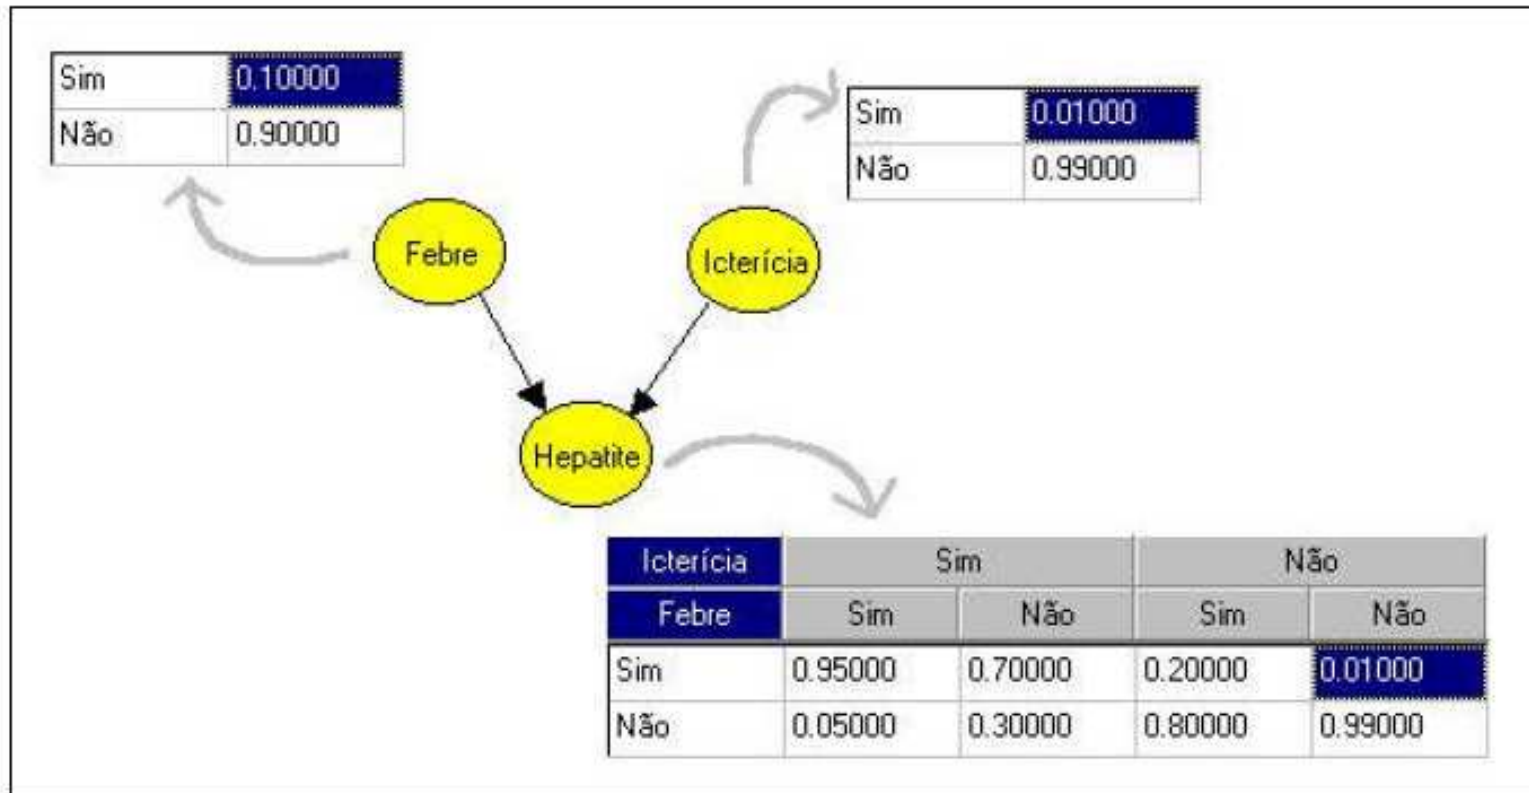 Sim 0.10000
Não 0.90000
Sim 0.01000
Não 0.99000
Febre
Icterícia
Hepatite
Icterícia Sim Não
Febre Sim Não Sim Não
Sim 0.95000 0.70000 0.20000 0.01000
Não 0.05000 0.30000 0.80000 0.99000